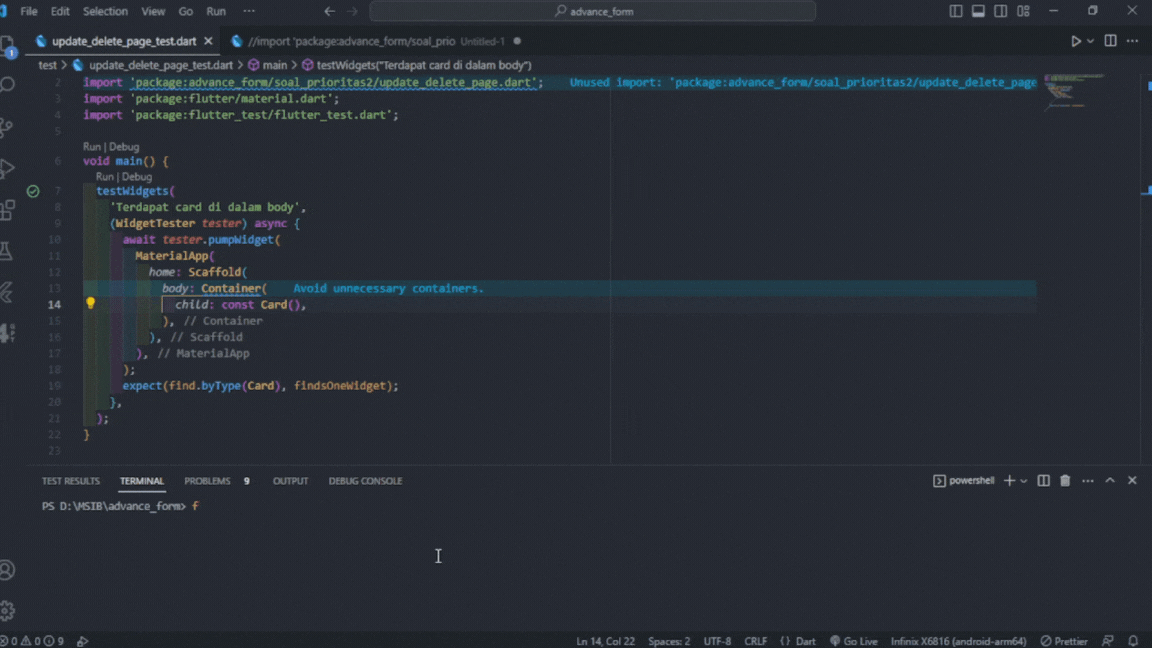 File Edit Selection View Go Run ··· advance_form
update_delete_page_test.dart //import 'package:advance_form/soal_prio Untitled-1
test > update_delete_page_test.dart > main > testWidgets("Terdapat card di dalam body")
2 import 'package:advance_form/soal_prioritas2/update_delete_page.dart'; Unused import: 'package:advance_form/soal_prioritas2/update_delete_page
3 import 'package:flutter/material.dart';
4 import 'package:flutter_test/flutter_test.dart';
5
Run | Debug
6 void main() {
Run | Debug
7 testWidgets(
8 'Terdapat card di dalam body',
9 (WidgetTester tester) async {
10 await tester.pumpWidget(
11 MaterialApp(
12 home: Scaffold(
13 body: Container( Avoid unnecessary containers.
14 child: const Card(),
15 ), // Container
16 ), // Scaffold
17 ), // MaterialApp
18 );
19 expect(find.byType(Card), findsOneWidget);
20 },
21 );
22 }
23
TEST RESULTS TERMINAL PROBLEMS 9 OUTPUT DEBUG CONSOLE powershell
PS D:\MSIB\advance_form> f
0 0 9 Ln 14, Col 22 Spaces: 2 UTF-8 CRLF {} Dart Go Live Infinix X6816 (android-arm64) Prettier